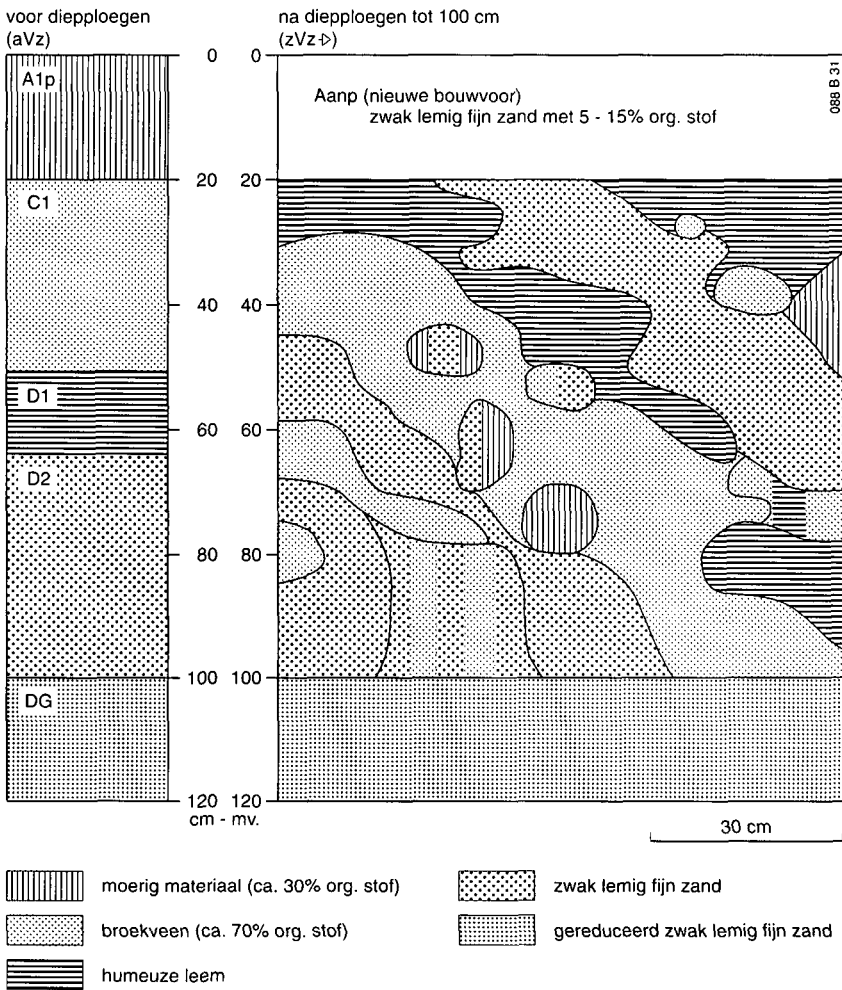 voor diepploegen
(aVz)
na diepploegen tot 100 cm
(zVz▷)
0
0
A1p
Aanp (nieuwe bouwvoor)
zwak lemig fijn zand met 5 - 15% org. stof
088 B 31
20
20
C1
40
40
D1
60
60
D2
80
80
100
100
DG
120
120
cm - mv.
30 cm
moerig materiaal (ca. 30% org. stof)
zwak lemig fijn zand
broekveen (ca. 70% org. stof)
gereduceerd zwak lemig fijn zand
humeuze leem